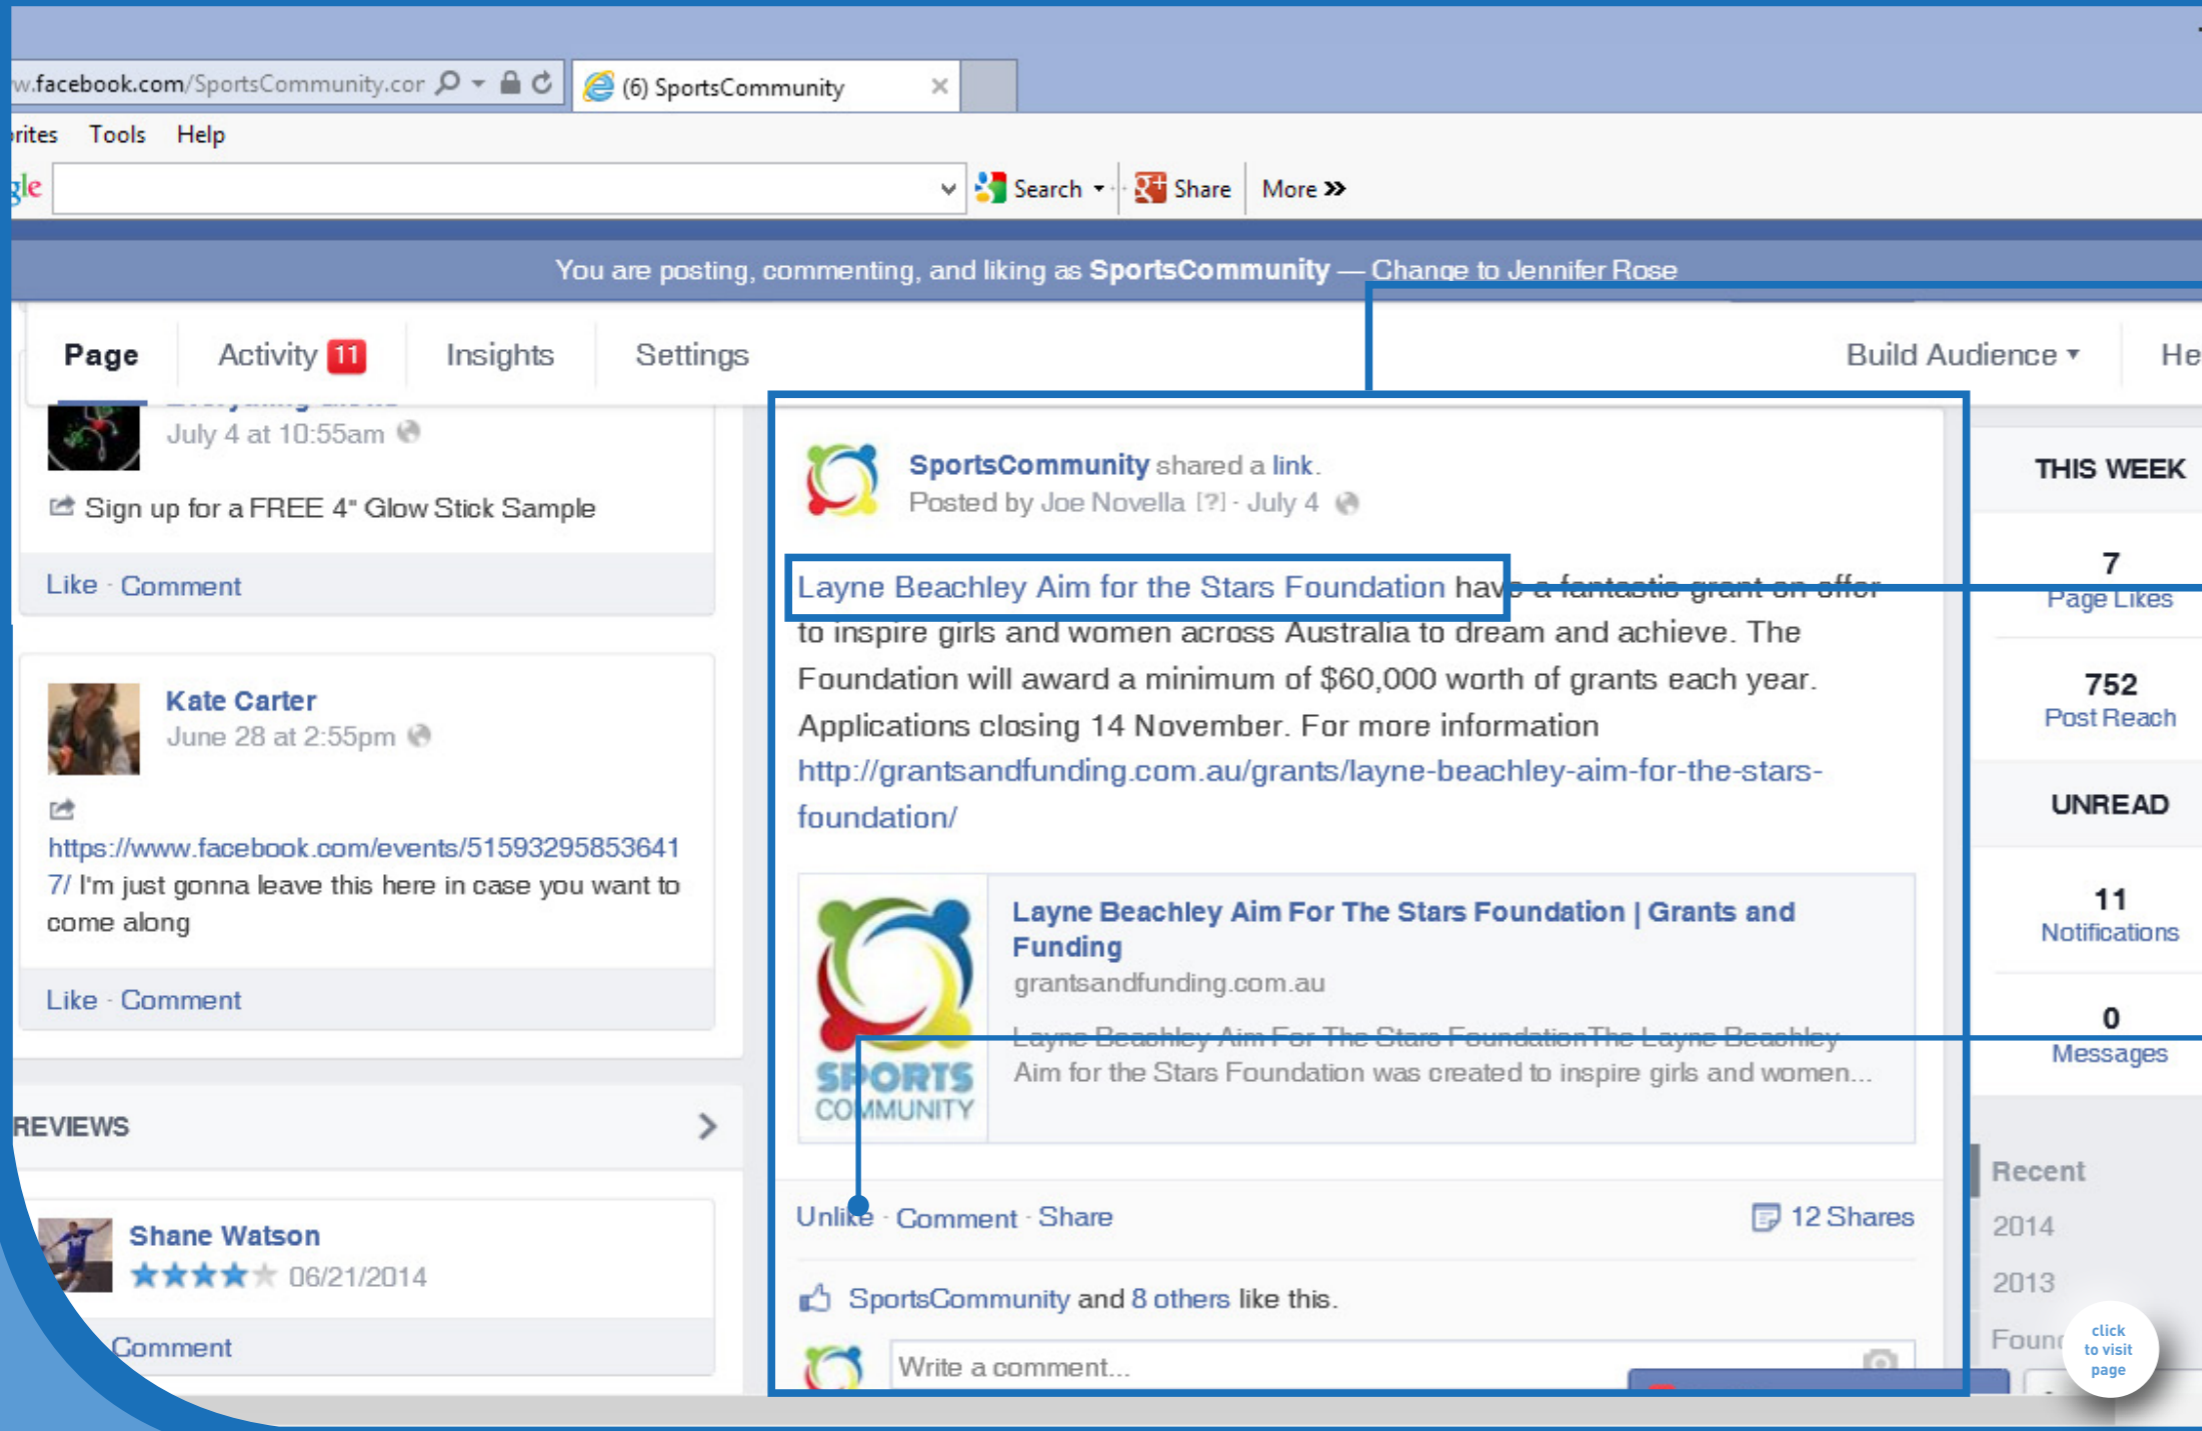 w.facebook.com/SportsCommunity.cor
(6) SportsCommunity
rites Tools Help
gle
Search
Share
More
You are posting, commenting, and liking as SportsCommunity — Change to Jennifer Rose
Page
Activity 11
Insights
Settings
Build Audience
He
July 4 at 10:55am
Sign up for a FREE 4" Glow Stick Sample
Like · Comment
Kate Carter
June 28 at 2:55pm
https://www.facebook.com/events/51593295853641
7/ I'm just gonna leave this here in case you want to
come along
Like · Comment
REVIEWS
Shane Watson
06/21/2014
Comment
SportsCommunity shared a link.
Posted by Joe Novella [?] · July 4
Layne Beachley Aim for the Stars Foundation have a fantastic grant on offer
to inspire girls and women across Australia to dream and achieve. The
Foundation will award a minimum of $60,000 worth of grants each year.
Applications closing 14 November. For more information
http://grantsandfunding.com.au/grants/layne-beachley-aim-for-the-stars-
foundation/
SPORTS
COMMUNITY
Layne Beachley Aim For The Stars Foundation | Grants and
Funding
grantsandfunding.com.au
Layne Beachley Aim For The Stars FoundationThe Layne Beachley
Aim for the Stars Foundation was created to inspire girls and women...
Unlike · Comment · Share
12 Shares
SportsCommunity and 8 others like this.
Write a comment...
THIS WEEK
7
Page Likes
752
Post Reach
UNREAD
11
Notifications
0
Messages
Recent
2014
2013
Foun
click
to visit
page